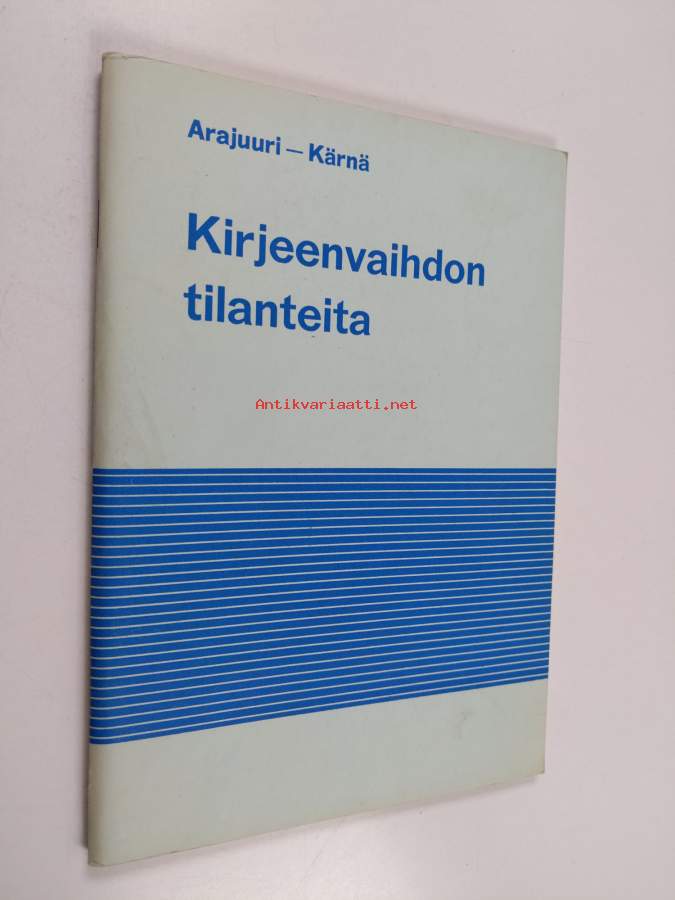 Arajuuri – Kärnä
Kirjeenvaihdon
tilanteita
Antikvariaatti.net